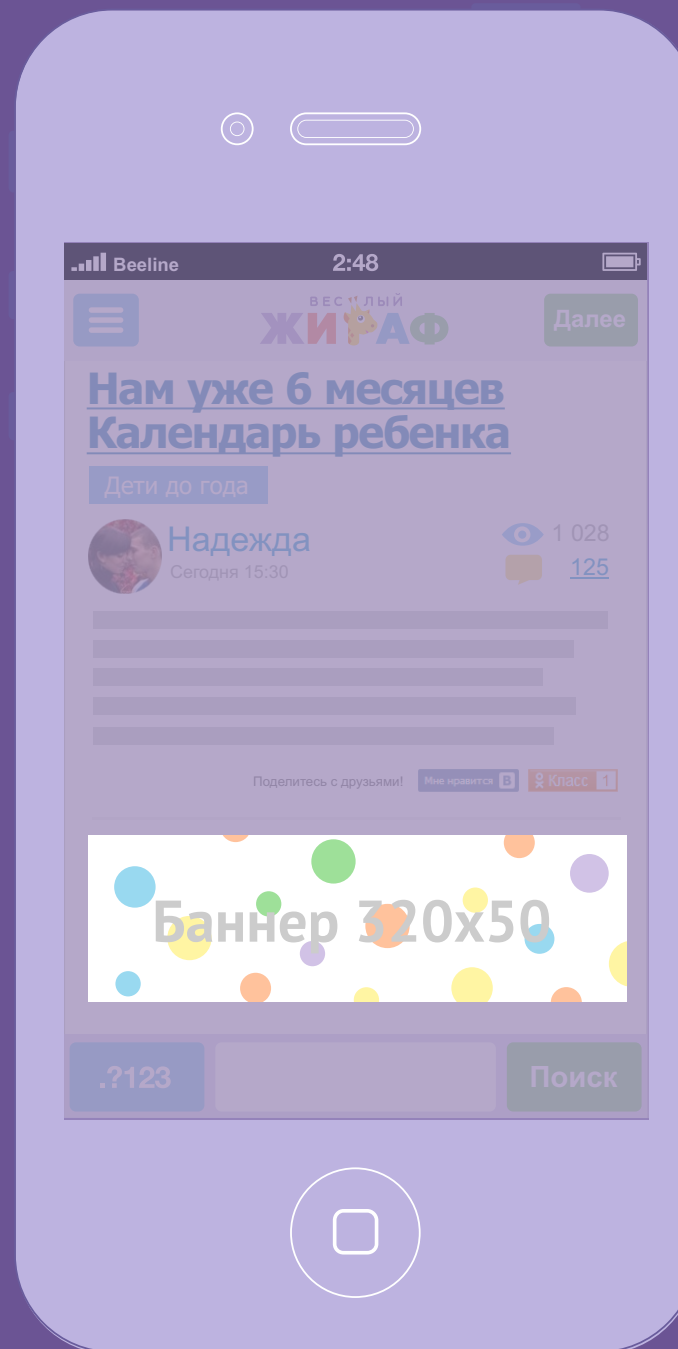 Beeline 2:48
ВЕСЕЛЫЙ
ЖИРАФ
Далее
Нам уже 6 месяцев
Календарь ребенка
Дети до года
Надежда
Сегодня 15:30
1 028
125
Поделитесь с друзьями! Мне нравится В Класс 1
Баннер 320x50
.?123 Поиск